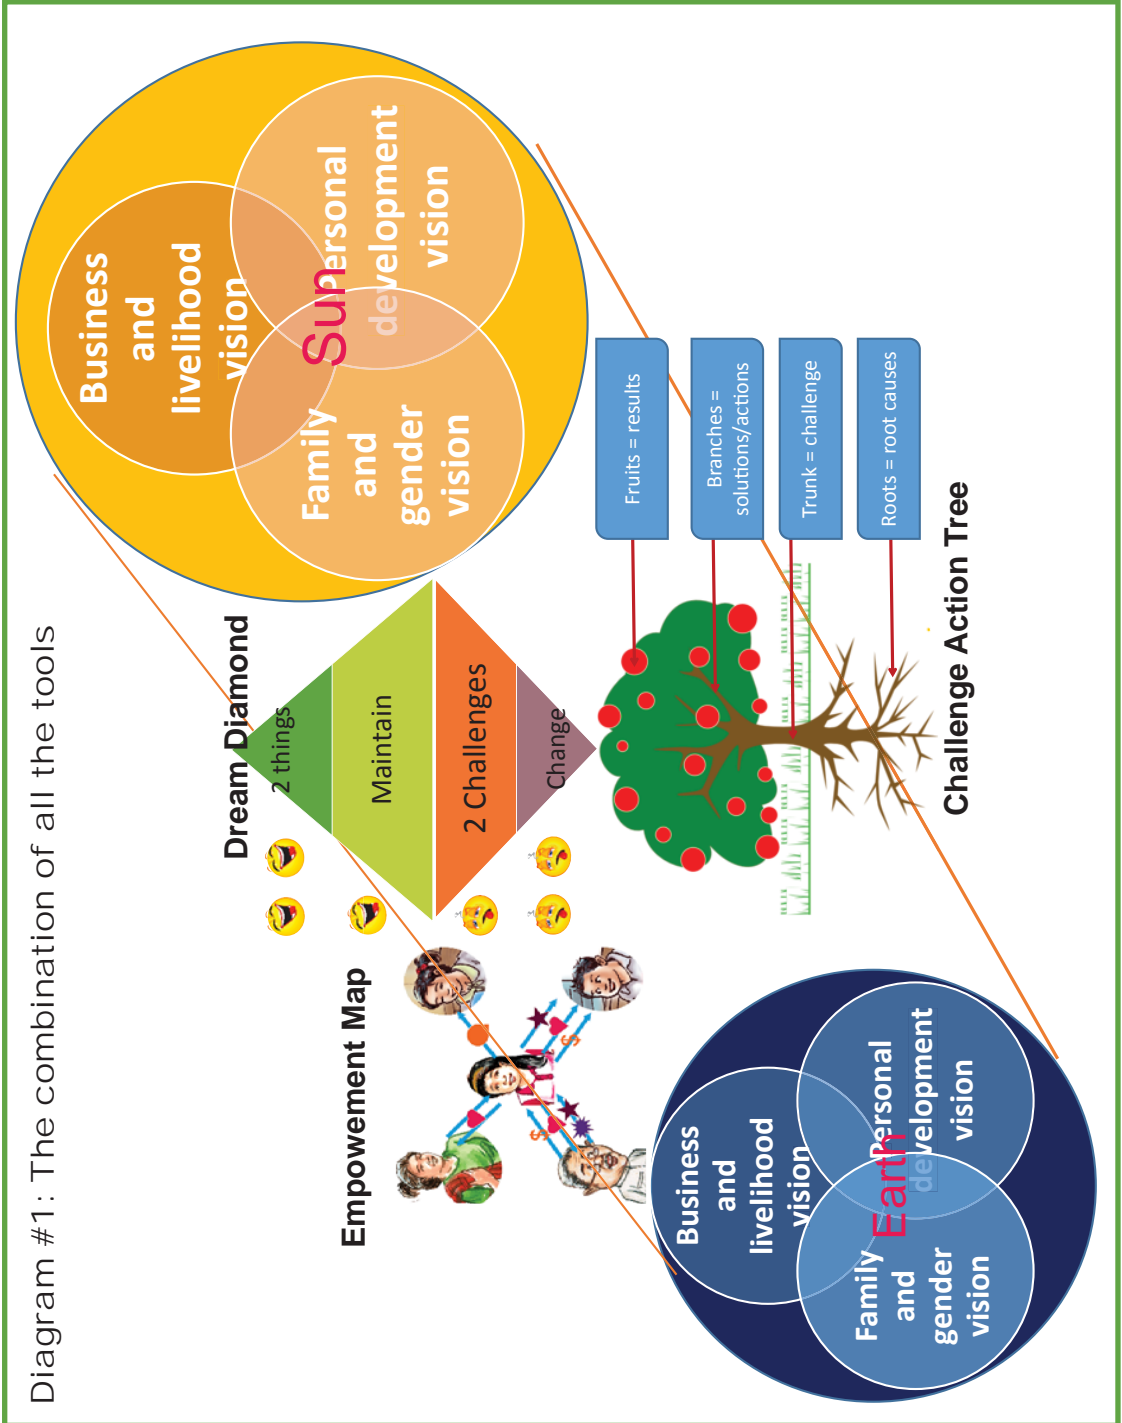 Diagram #1: The combination of all the tools
Empowement Map
Dream Diamond
2 things
Maintain
2 Challenges
Change
Business
and
livelihood
vision
Personal
development
vision
Family
and
gender
vision
Sun
Fruits = results
Branches =
solutions/actions
Trunk = challenge
Roots = root causes
Challenge Action Tree
Business
and
livelihood
vision
Personal
development
vision
Family
and
gender
vision
Earth
$
$